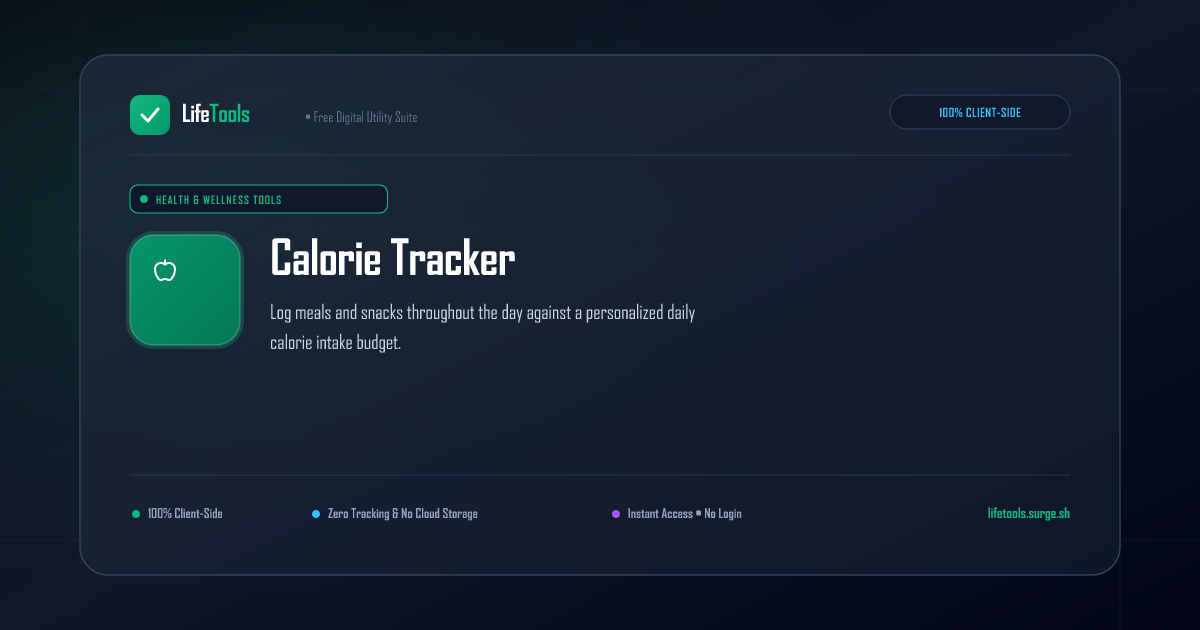 LifeTools
▪ Free Digital Utility Suite
100% CLIENT-SIDE
HEALTH & WELLNESS TOOLS
Calorie Tracker
Log meals and snacks throughout the day against a personalized daily
calorie intake budget.
100% Client-Side
Zero Tracking & No Cloud Storage
Instant Access ▪ No Login
lifetools.surge.sh